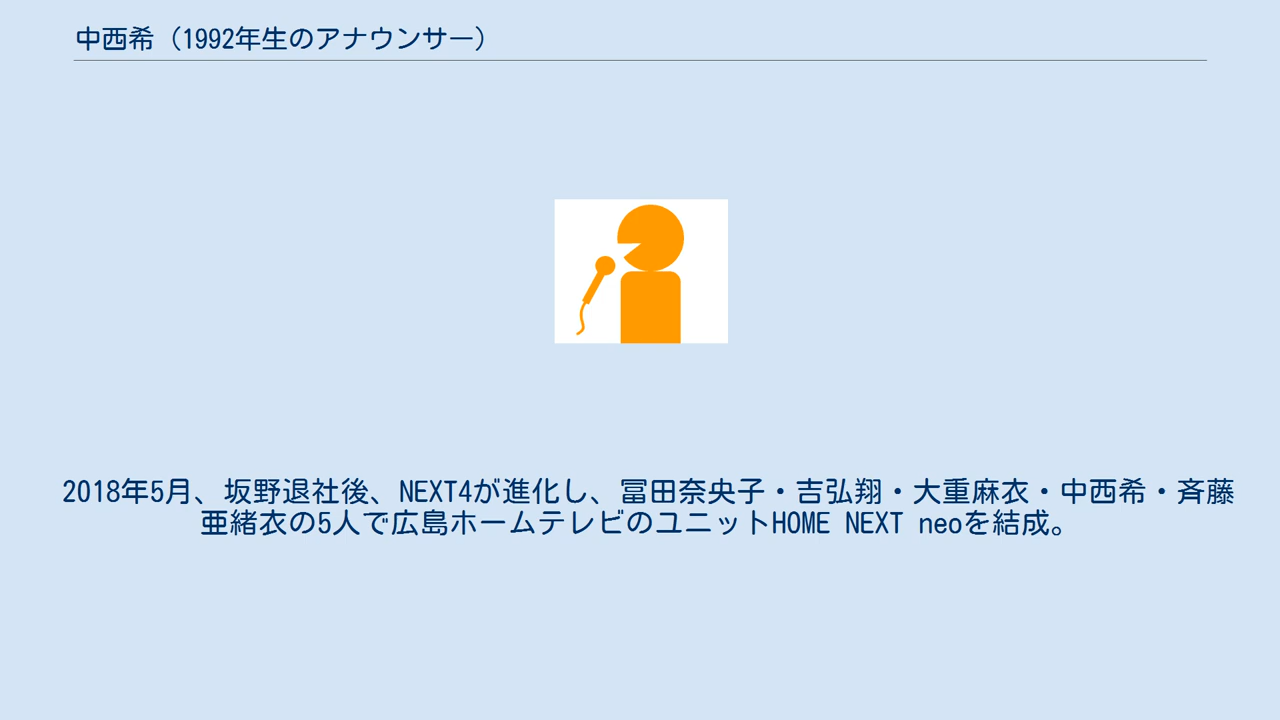 中西希（1992年生のアナウンサー）
2018年5月、坂野退社後、NEXT4が進化し、冨田奈央子・吉弘翔・大重麻衣・中西希・斉藤
亜緒衣の5人で広島ホームテレビのユニットHOME NEXT neoを結成。